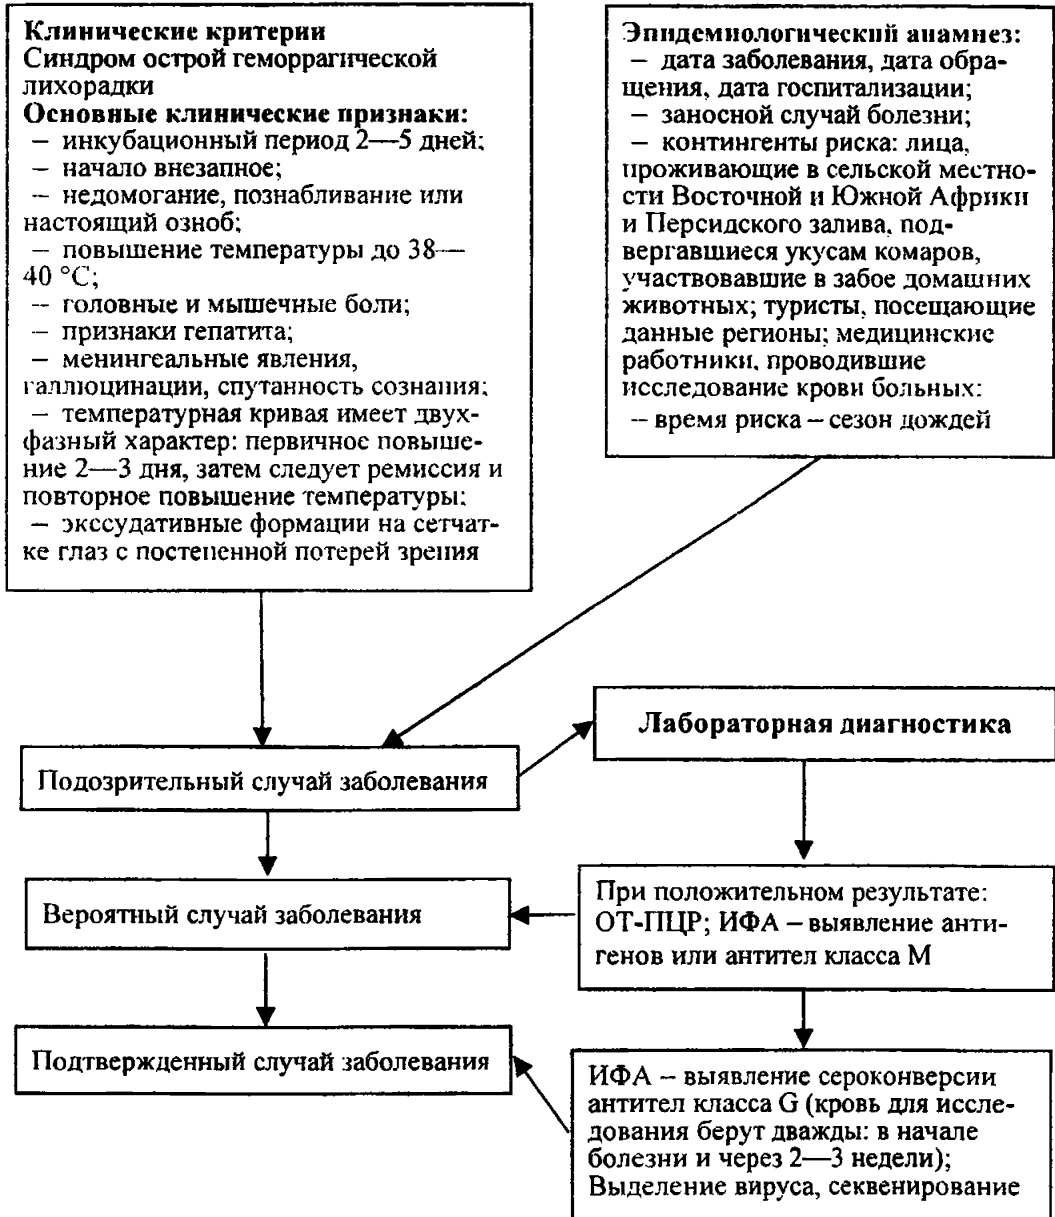 Клинические критерии
Синдром острой геморрагической
лихорадки
Основные клинические признаки:
– инкубационный период 2—5 дней;
– начало внезапное;
– недомогание, познабливание или
настоящий озноб;
– повышение температуры до 38—
40 °С;
– головные и мышечные боли;
– признаки гепатита;
– менингеальные явления,
галлюцинации, спутанность сознания;
– температурная кривая имеет двух-
фазный характер: первичное повыше-
ние 2—3 дня, затем следует ремиссия и
повторное повышение температуры;
– экссудативные формации на сетчат-
ке глаз с постепенной потерей зрения
Эпидемиологический анамнез:
– дата заболевания, дата обра-
щения, дата госпитализации;
– заносной случай болезни;
– контингенты риска: лица,
проживающие в сельской местно-
сти Восточной и Южной Африки
и Персидского залива, под-
вергавшиеся укусам комаров,
участвовавшие в забое домашних
животных; туристы, посещающие
данные регионы; медицинские
работники, проводившие
исследование крови больных;
– время риска – сезон дождей
Лабораторная диагностика
Подозрительный случай заболевания
Вероятный случай заболевания
При положительном результате:
ОТ-ПЦР; ИФА – выявление анти-
генов или антител класса М
Подтвержденный случай заболевания
ИФА – выявление сероконверсии
антител класса G (кровь для иссле-
дования берут дважды: в начале
болезни и через 2—3 недели);
Выделение вируса, секвенирование